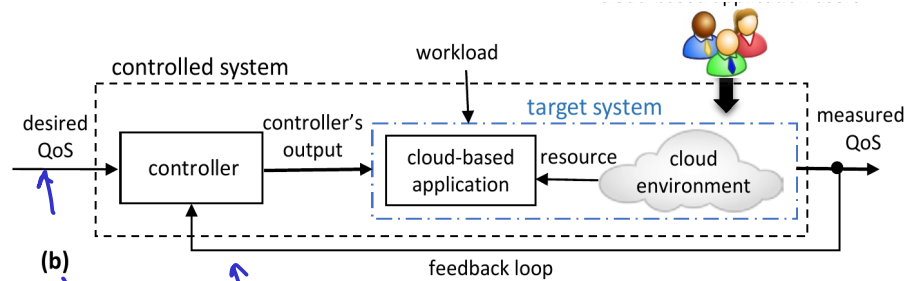 workload
controlled system
target system
desired
QoS
controller's
output
measured
QoS
controller
cloud-based
application
resource
cloud
environment
(b)
feedback loop